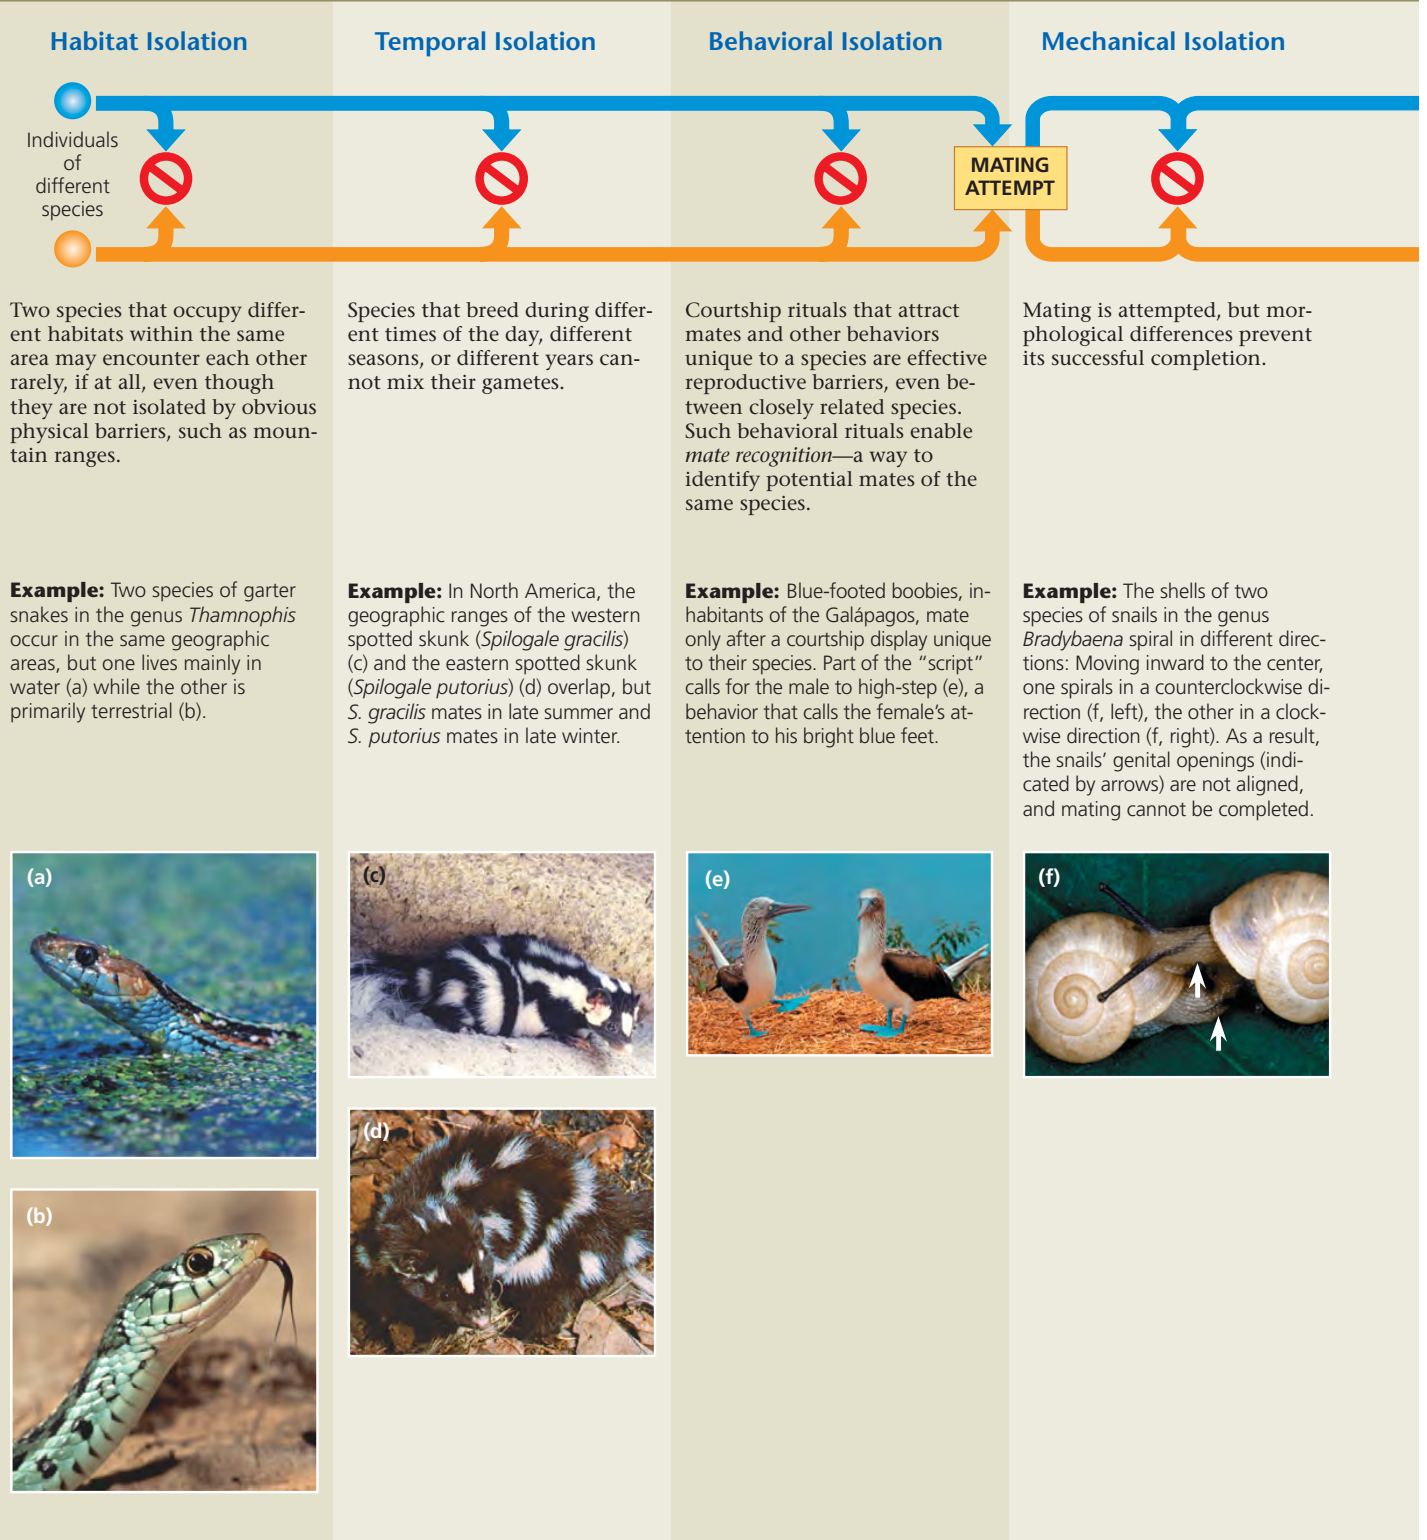 Habitat Isolation
Temporal Isolation
Behavioral Isolation
Mechanical Isolation
Individuals
of
different
species
MATING
ATTEMPT
Two species that occupy differ-
ent habitats within the same
area may encounter each other
rarely, if at all, even though
they are not isolated by obvious
physical barriers, such as moun-
tain ranges.
Species that breed during differ-
ent times of the day, different
seasons, or different years can-
not mix their gametes.
Courtship rituals that attract
mates and other behaviors
unique to a species are effective
reproductive barriers, even be-
tween closely related species.
Such behavioral rituals enable
mate recognition—a way to
identify potential mates of the
same species.
Mating is attempted, but mor-
phological differences prevent
its successful completion.
Example: Two species of garter
snakes in the genus Thamnophis
occur in the same geographic
areas, but one lives mainly in
water (a) while the other is
primarily terrestrial (b).
Example: In North America, the
geographic ranges of the western
spotted skunk (Spilogale gracilis)
(c) and the eastern spotted skunk
(Spilogale putorius) (d) overlap, but
S. gracilis mates in late summer and
S. putorius mates in late winter.
Example: Blue-footed boobies, in-
habitants of the Galápagos, mate
only after a courtship display unique
to their species. Part of the “script”
calls for the male to high-step (e), a
behavior that calls the female’s at-
tention to his bright blue feet.
Example: The shells of two
species of snails in the genus
Bradybaena spiral in different direc-
tions: Moving inward to the center,
one spirals in a counterclockwise di-
rection (f, left), the other in a clock-
wise direction (f, right). As a result,
the snails’ genital openings (indi-
cated by arrows) are not aligned,
and mating cannot be completed.
(a)
(b)
(c)
(d)
(e)
(f)